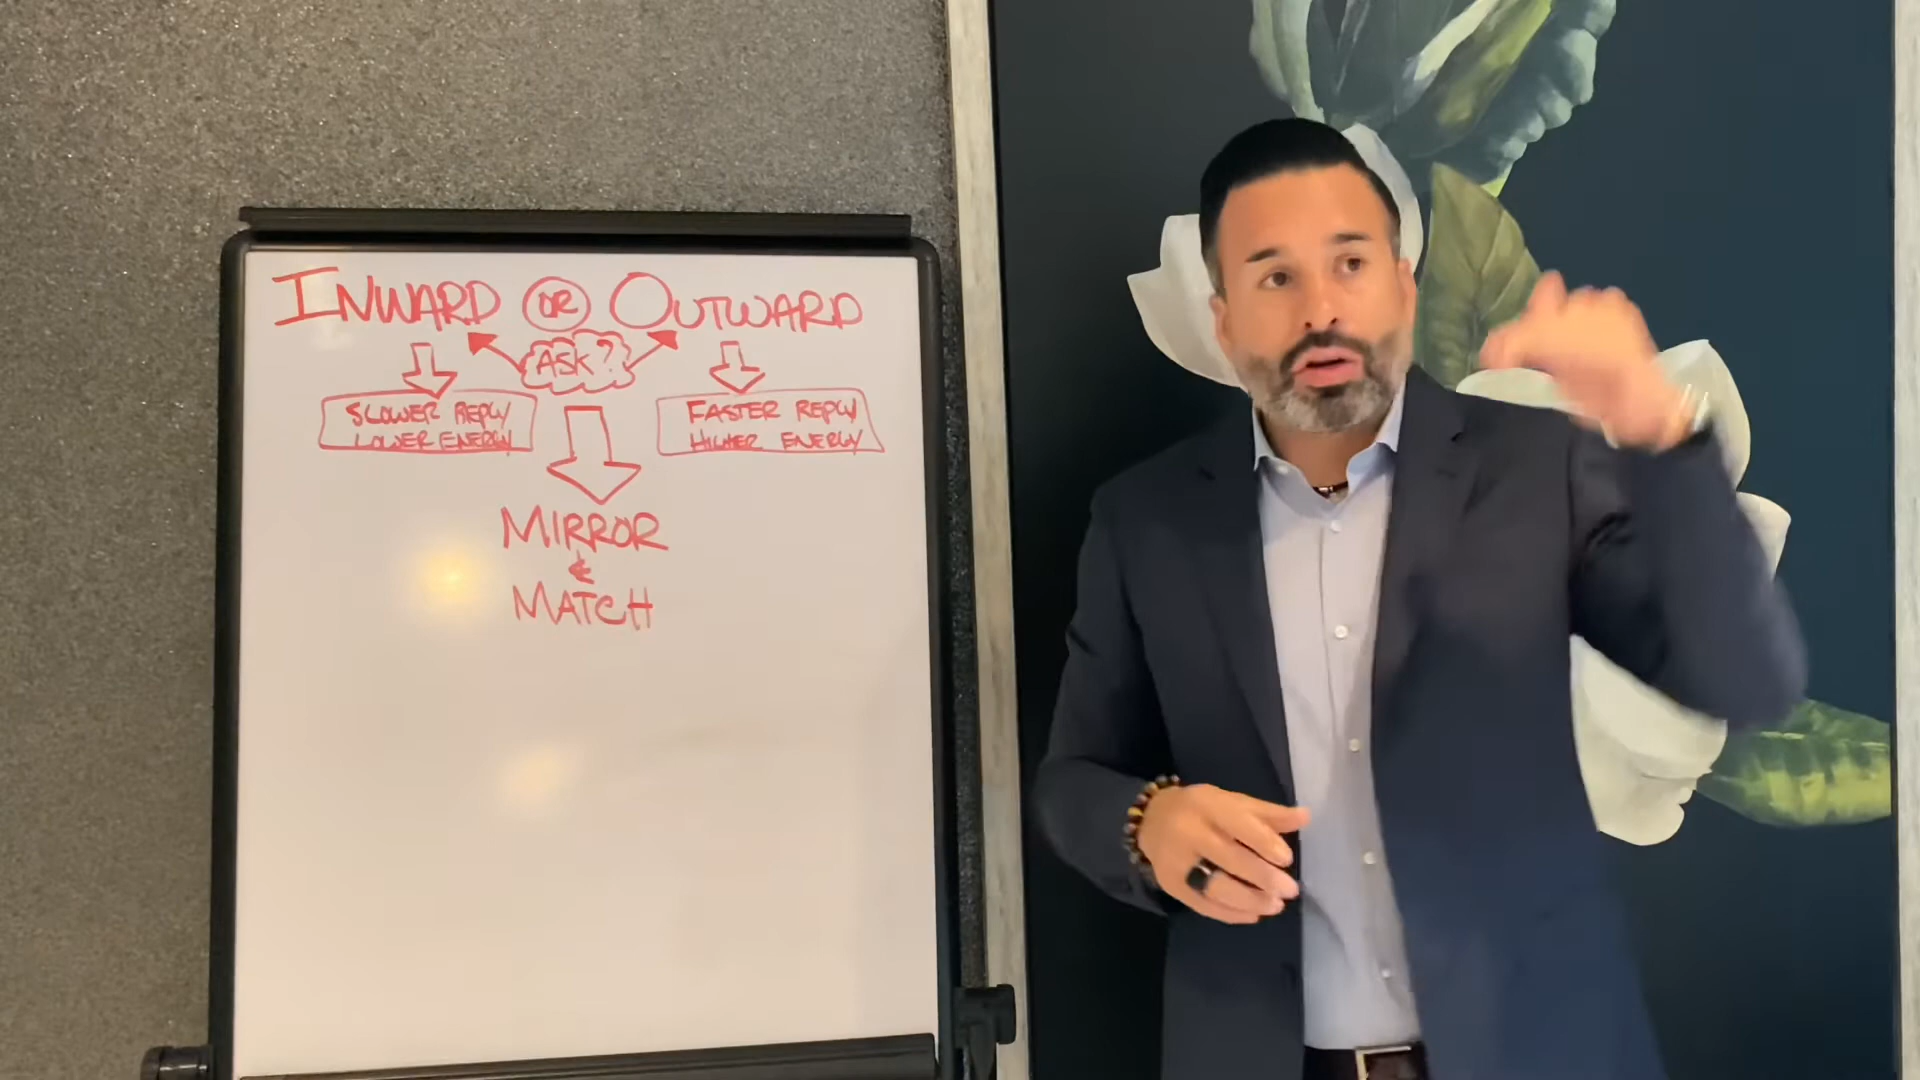 INWARD OR OUTWARD
ASK?
SLOWER REPLY
LOWER ENERGY
FASTER REPLY
HIGHER ENERGY
MIRROR
&
MATCH